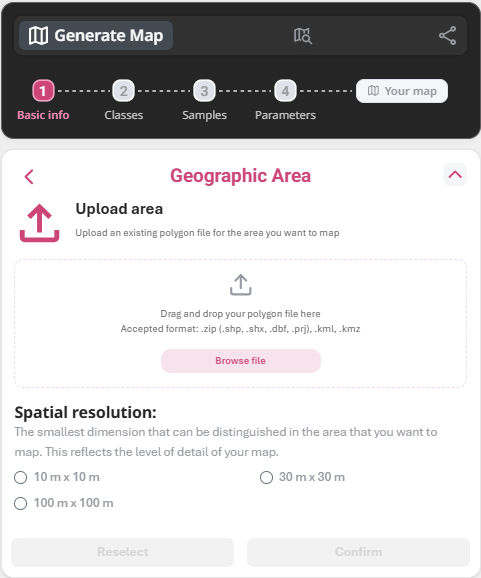 Generate Map
1
2
3
4
Your map
Basic info
Classes
Samples
Parameters
Geographic Area
Upload area
Upload an existing polygon file for the area you want to map
Drag and drop your polygon file here
Accepted format: .zip (.shp, .shx, .dbf, .prj), .kml, .kmz
Browse file
Spatial resolution:
The smallest dimension that can be distinguished in the area that you want to
map. This reflects the level of detail of your map.
10 m x 10 m
30 m x 30 m
100 m x 100 m
Reselect
Confirm